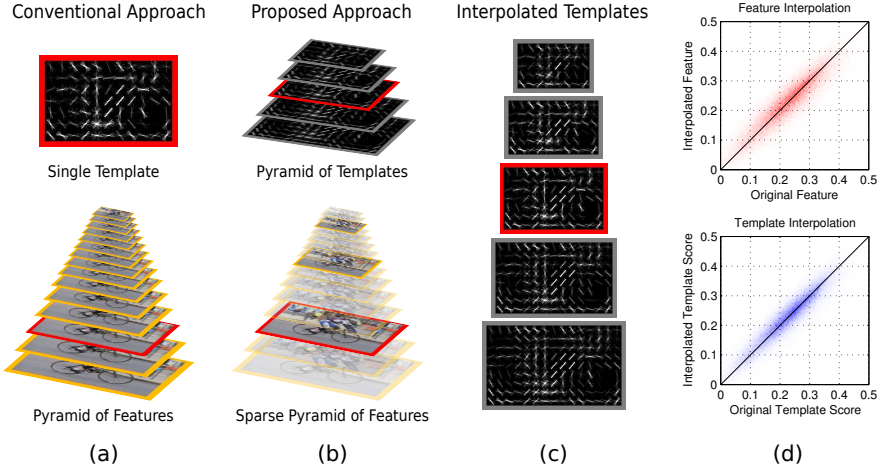 Conventional Approach
Single Template
Pyramid of Features
(a)
Proposed Approach
Pyramid of Templates
Sparse Pyramid of Features
(b)
Interpolated Templates
(c)
Feature Interpolation
Interpolated Feature
0.5
0.4
0.3
0.2
0.1
0
0 0.1 0.2 0.3 0.4 0.5
Original Feature
Template Interpolation
Interpolated Template Score
0.5
0.4
0.3
0.2
0.1
0
0 0.1 0.2 0.3 0.4 0.5
Original Template Score
(d)